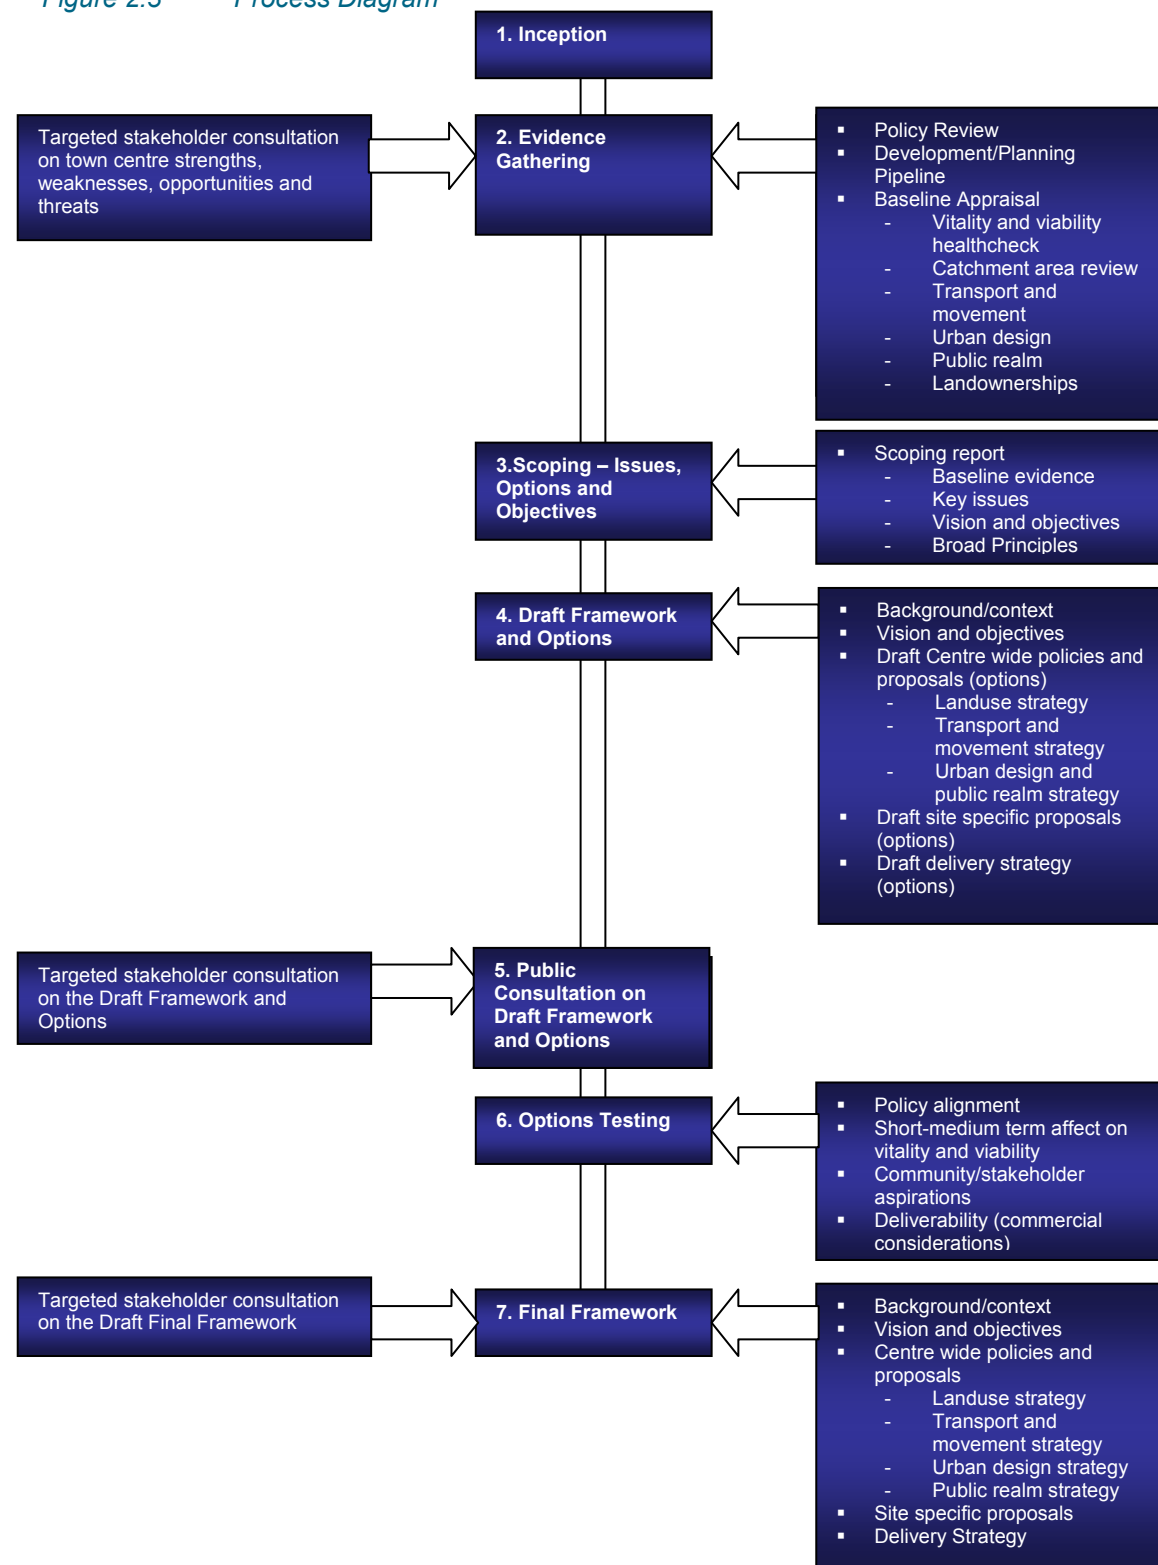 Figure 2.3 Process Diagram
1. Inception
Targeted stakeholder consultation
on town centre strengths,
weaknesses, opportunities and
threats
2. Evidence
Gathering
▪ Policy Review
▪ Development/Planning
Pipeline
▪ Baseline Appraisal
- Vitality and viability
healthcheck
- Catchment area review
- Transport and
movement
- Urban design
- Public realm
- Landownerships
3.Scoping – Issues,
Options and
Objectives
▪ Scoping report
- Baseline evidence
- Key issues
- Vision and objectives
- Broad Principles
4. Draft Framework
and Options
▪ Background/context
▪ Vision and objectives
▪ Draft Centre wide policies and
proposals (options)
- Landuse strategy
- Transport and
movement strategy
- Urban design and
public realm strategy
▪ Draft site specific proposals
(options)
▪ Draft delivery strategy
(options)
Targeted stakeholder consultation
on the Draft Framework and
Options
5. Public
Consultation on
Draft Framework
and Options
6. Options Testing
▪ Policy alignment
▪ Short-medium term affect on
vitality and viability
▪ Community/stakeholder
aspirations
▪ Deliverability (commercial
considerations)
Targeted stakeholder consultation
on the Draft Final Framework
7. Final Framework
▪ Background/context
▪ Vision and objectives
▪ Centre wide policies and
proposals
- Landuse strategy
- Transport and
movement strategy
- Urban design strategy
- Public realm strategy
▪ Site specific proposals
▪ Delivery Strategy